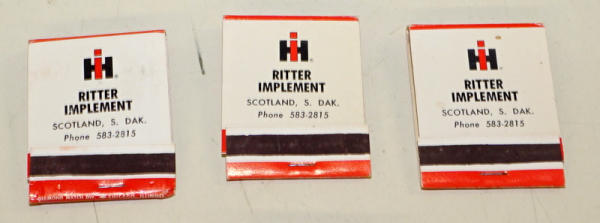 IH
RITTER
IMPLEMENT
SCOTLAND, S. DAK.
Phone 583-2815
IH
RITTER
IMPLEMENT
SCOTLAND, S. DAK.
Phone 583-2815
IH
RITTER
IMPLEMENT
SCOTLAND, S. DAK.
Phone 583-2815